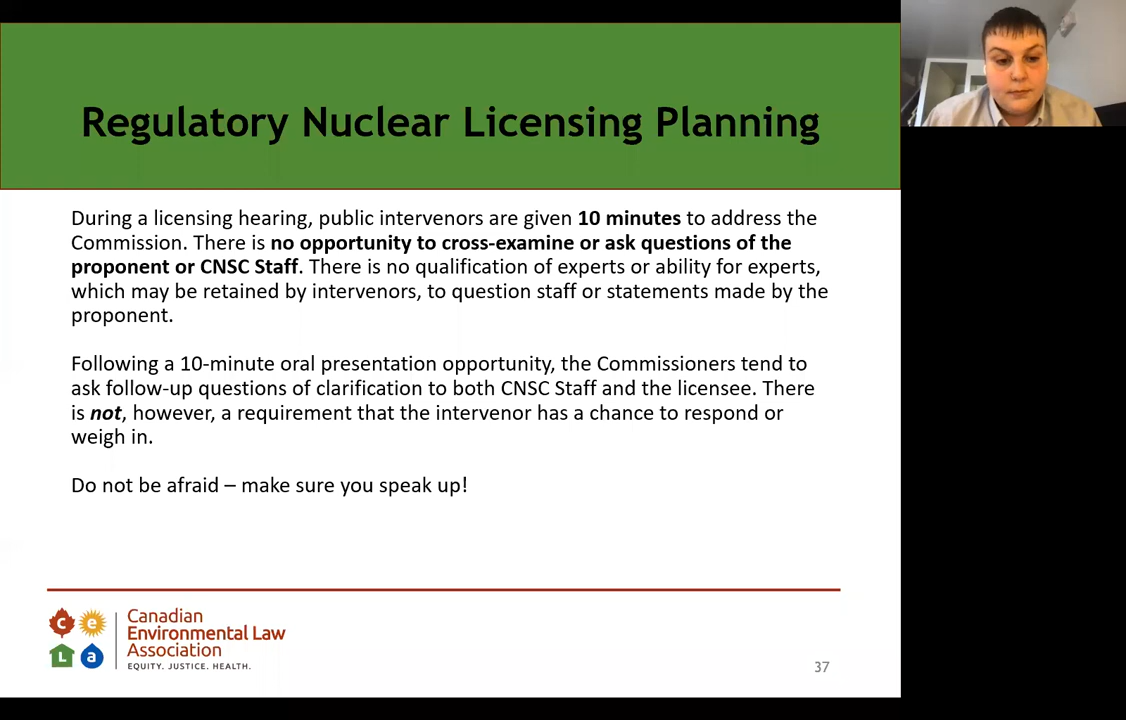 Regulatory Nuclear Licensing Planning
During a licensing hearing, public intervenors are given 10 minutes to address the
Commission. There is no opportunity to cross-examine or ask questions of the
proponent or CNSC Staff. There is no qualification of experts or ability for experts,
which may be retained by intervenors, to question staff or statements made by the
proponent.
Following a 10-minute oral presentation opportunity, the Commissioners tend to
ask follow-up questions of clarification to both CNSC Staff and the licensee. There
is not, however, a requirement that the intervenor has a chance to respond or
weigh in.
Do not be afraid – make sure you speak up!
c e
L a
Canadian
Environmental Law
Association
EQUITY. JUSTICE. HEALTH.
37